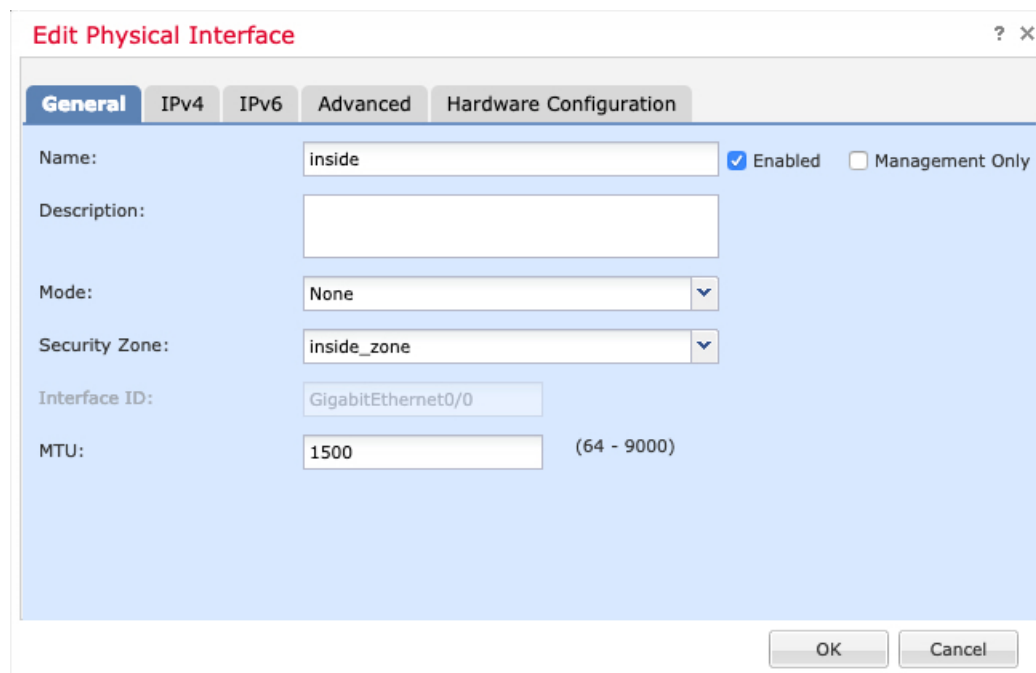 Edit Physical Interface ? ×
General IPv4 IPv6 Advanced Hardware Configuration
Name: inside Enabled Management Only
Description:
Mode: None
Security Zone: inside_zone
Interface ID: GigabitEthernet0/0
MTU: 1500 (64 - 9000)
OK Cancel